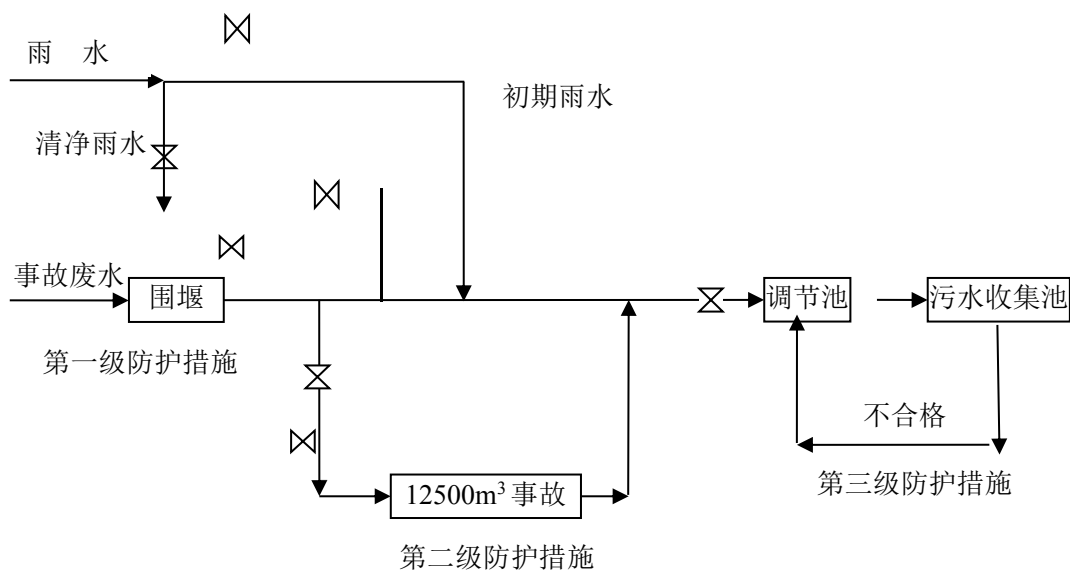 雨 水
初期雨水
清净雨水
事故废水
围堰
调节池
污水收集池
第一级防护措施
不合格
12500m³事故
第三级防护措施
第二级防护措施